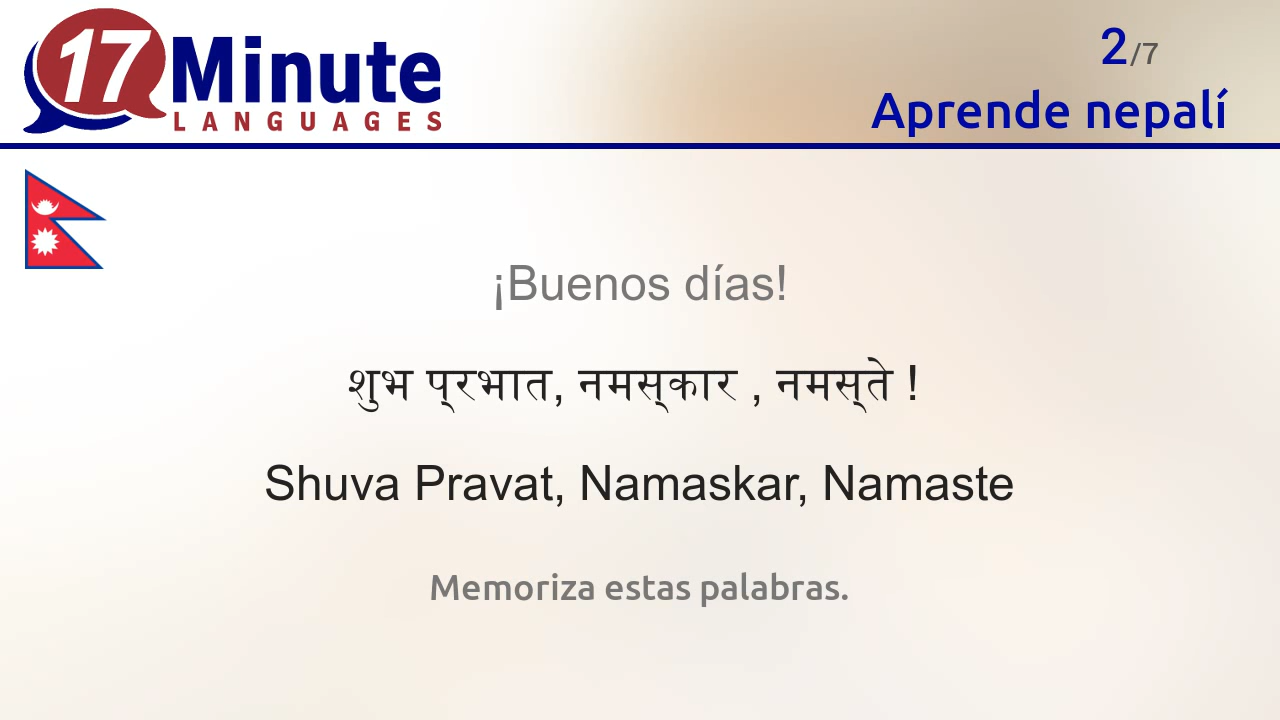 17 Minute
LANGUAGES
2/7
Aprende nepalí
¡Buenos días!
शुभ प्‌रभात, नमस्‌कार , नमस्‌ते !
Shuva Pravat, Namaskar, Namaste
Memoriza estas palabras.